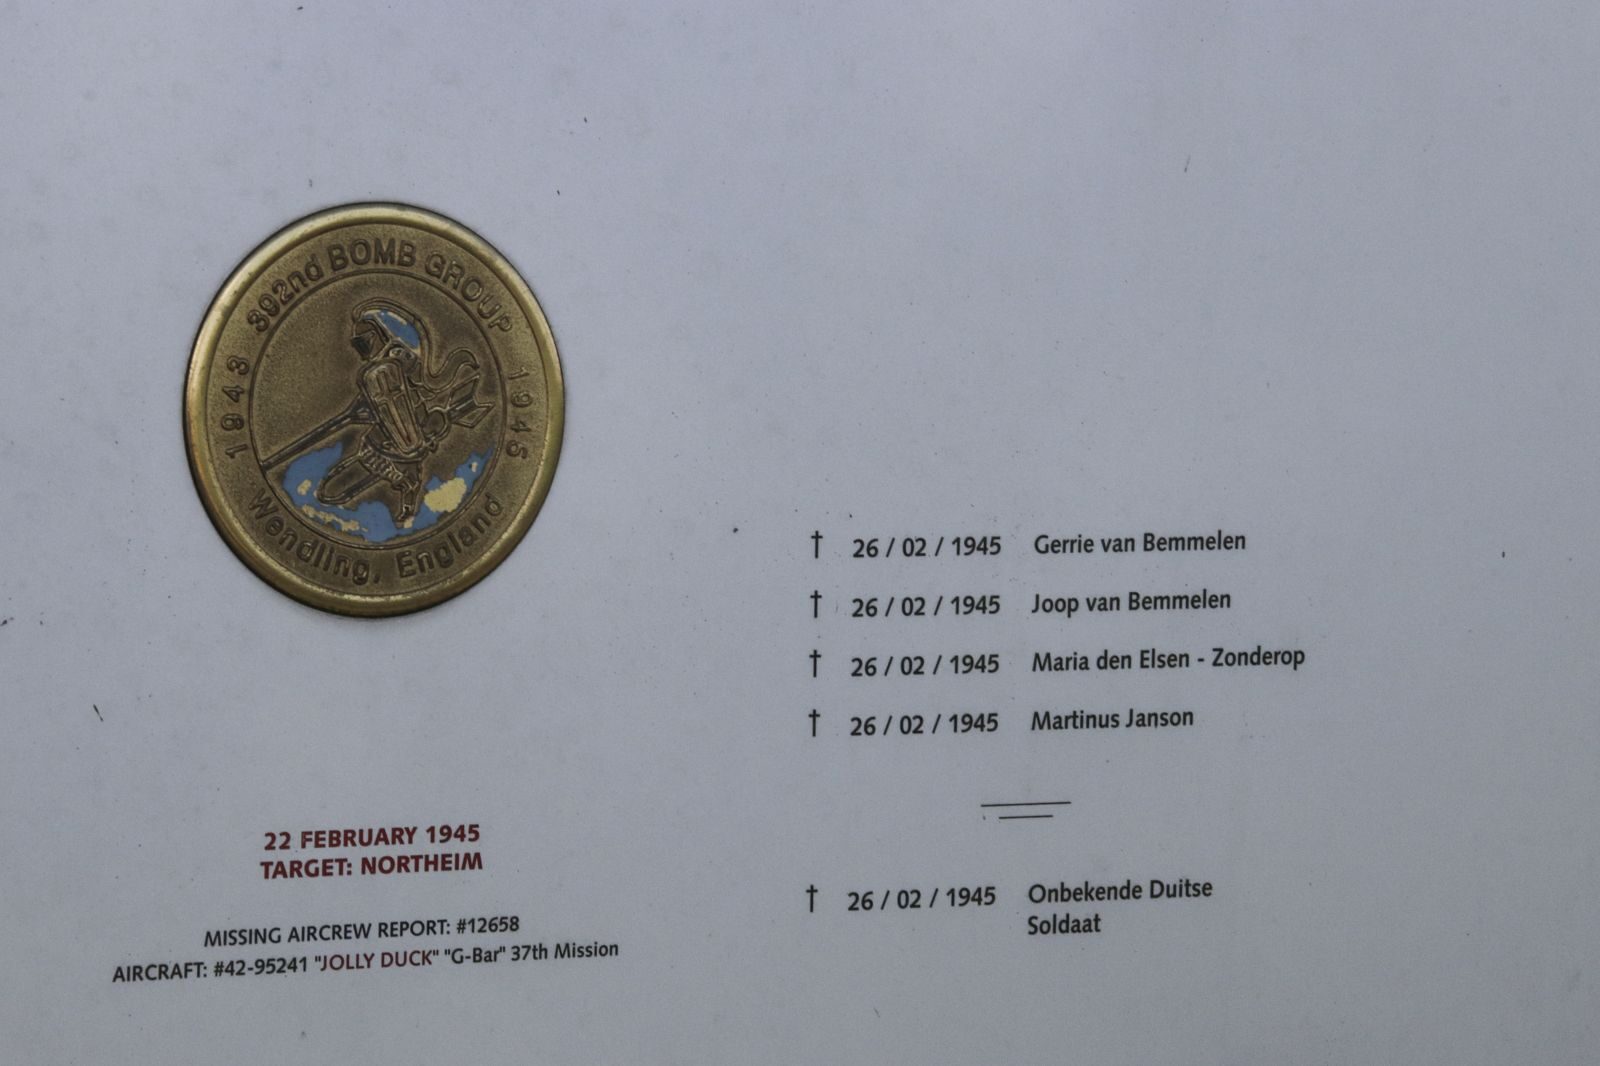 392nd BOMB GROUP
1943
1945
Wendling, England
22 FEBRUARY 1945
TARGET: NORTHEIM
MISSING AIRCREW REPORT: #12658
AIRCRAFT: #42-95241 "JOLLY DUCK" "G-Bar" 37th Mission
† 26 / 02 / 1945 Gerrie van Bemmelen
† 26 / 02 / 1945 Joop van Bemmelen
† 26 / 02 / 1945 Maria den Elsen - Zonderop
† 26 / 02 / 1945 Martinus Janson
† 26 / 02 / 1945 Onbekende Duitse
Soldaat